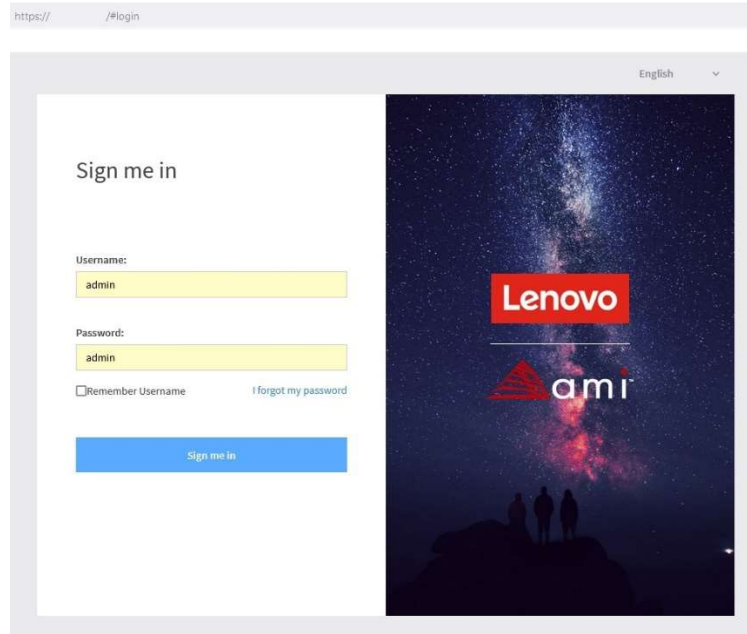 https:// /#login
English
Sign me in
Username:
admin
Password:
admin
Remember Username I forgot my password
Sign me in
Lenovo
ami